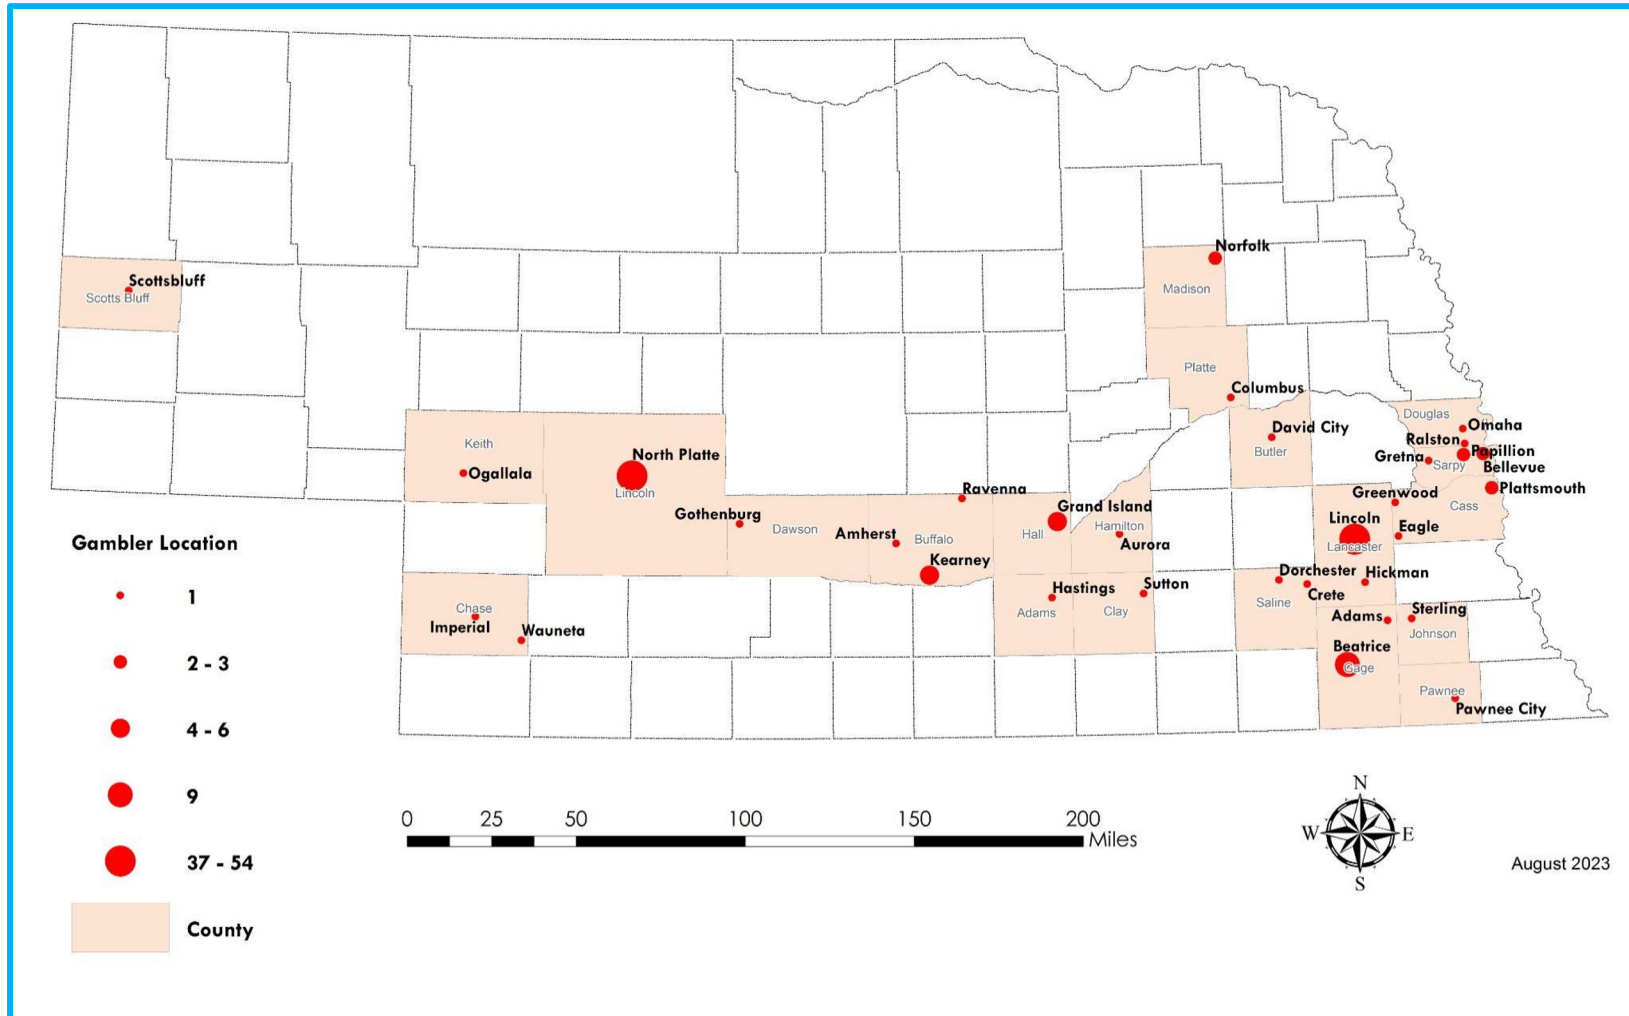 Norfolk
Madison
Scottsbluff
Scotts Bluff
Platte
Columbus
David City
Butler
Douglas
Omaha
Ralston
Papillion
Gretna
Sarpy
Bellevue
Plattsmouth
Greenwood
Cass
Keith
Ogallala
North Platte
Lincoln
Gothenburg
Dawson
Ravenna
Amherst
Buffalo
Kearney
Grand Island
Hall
Hamilton
Aurora
Lincoln
Lancaster
Eagle
Hickman
Dorchester
Crete
Saline
Hastings
Adams
Sutton
Clay
Chase
Imperial
Wauneta
Adams
Sterling
Johnson
Beatrice
Gage
Pawnee
Pawnee City
Gambler Location
1
2 - 3
4 - 6
9
37 - 54
County
0 25 50 100 150 200
Miles
N
W E
S
August 2023